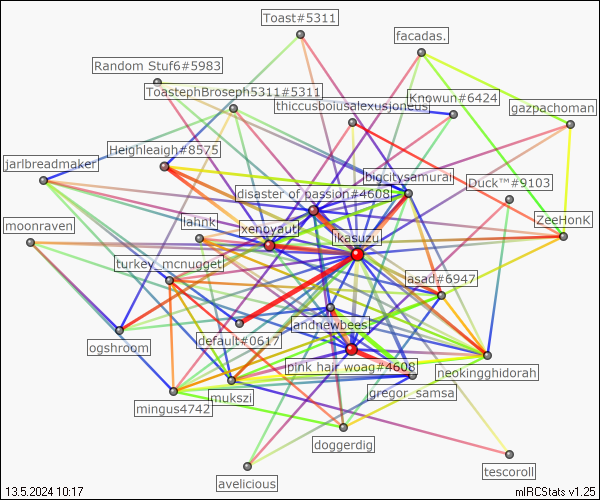 Toast#5311
facadas.
Random Stuf6#5983
ToastephBroseph5311#5311
thiccusboiusalexusjoneus
Knowun#6424
gazpachoman
Heighleaigh#8575
jarlbreadmaker
bigcitysamurai
Duck™#9103
disaster of passion#4608
moonraven
lahnk
xenoyaut
ikasuzu
ZeeHonK
turkey_mcnugget
asad#6947
andnewbees
default#0617
ogshroom
pink hair woag#4608
neokingghidorah
mukszi
gregor_samsa
mingus4742
doggerdig
tescoroll
avelicious
13.5.2024 10:17
mIRCStats v1.25